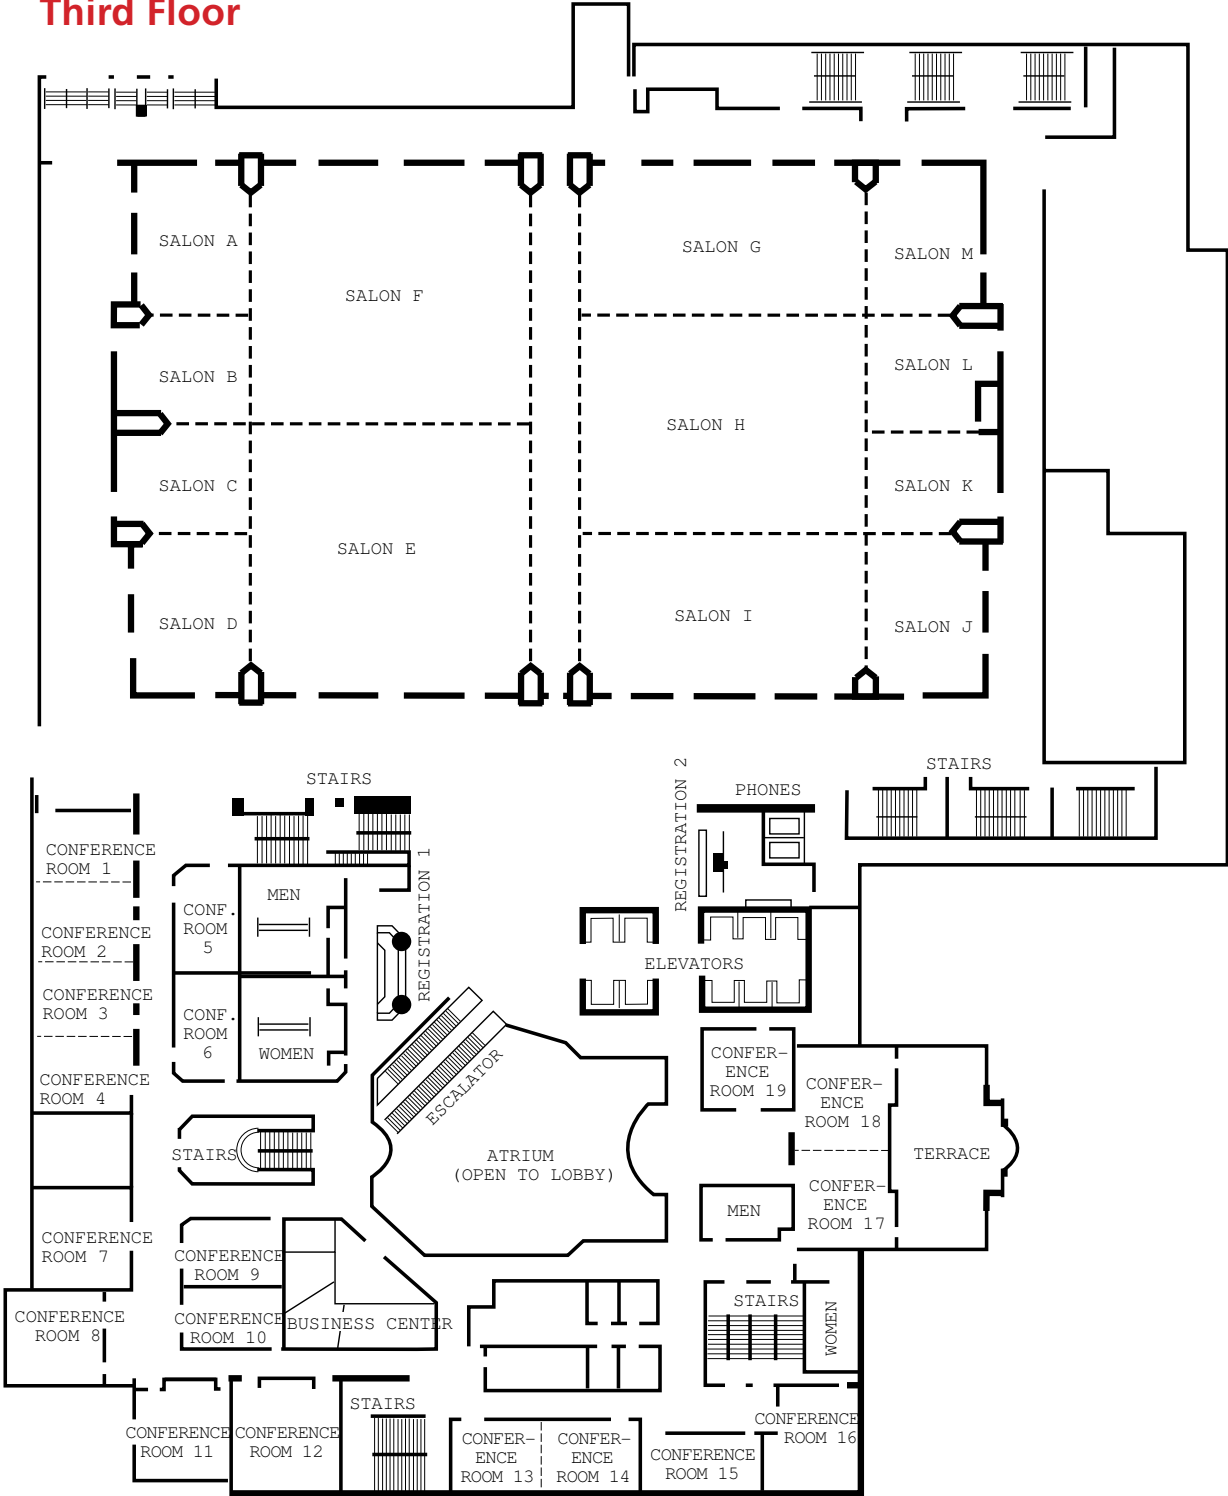 Third Floor
SALON A
SALON G
SALON M
SALON F
SALON L
SALON B
SALON H
SALON C
SALON K
SALON E
SALON I
SALON D
SALON J
STAIRS
STAIRS
REGISTRATION 2
PHONES
CONFERENCE
ROOM 1
REGISTRATION 1
MEN
CONF.
ROOM
5
CONFERENCE
ROOM 2
ELEVATORS
CONFERENCE
ROOM 3
CONF.
ROOM
6
WOMEN
ESCALATOR
CONFER-
ENCE
ROOM 19
CONFERENCE
ROOM 4
CONFER-
ENCE
ROOM 18
STAIRS
ATRIUM
(OPEN TO LOBBY)
TERRACE
CONFER-
ENCE
ROOM 17
MEN
CONFERENCE
ROOM 7
CONFERENCE
ROOM 9
CONFERENCE
ROOM 8
CONFERENCE
ROOM 10
BUSINESS CENTER
STAIRS
WOMEN
STAIRS
CONFERENCE
ROOM 11
CONFERENCE
ROOM 12
CONFER-
ENCE
ROOM 13
CONFER-
ENCE
ROOM 14
CONFERENCE
ROOM 15
CONFERENCE
ROOM 16